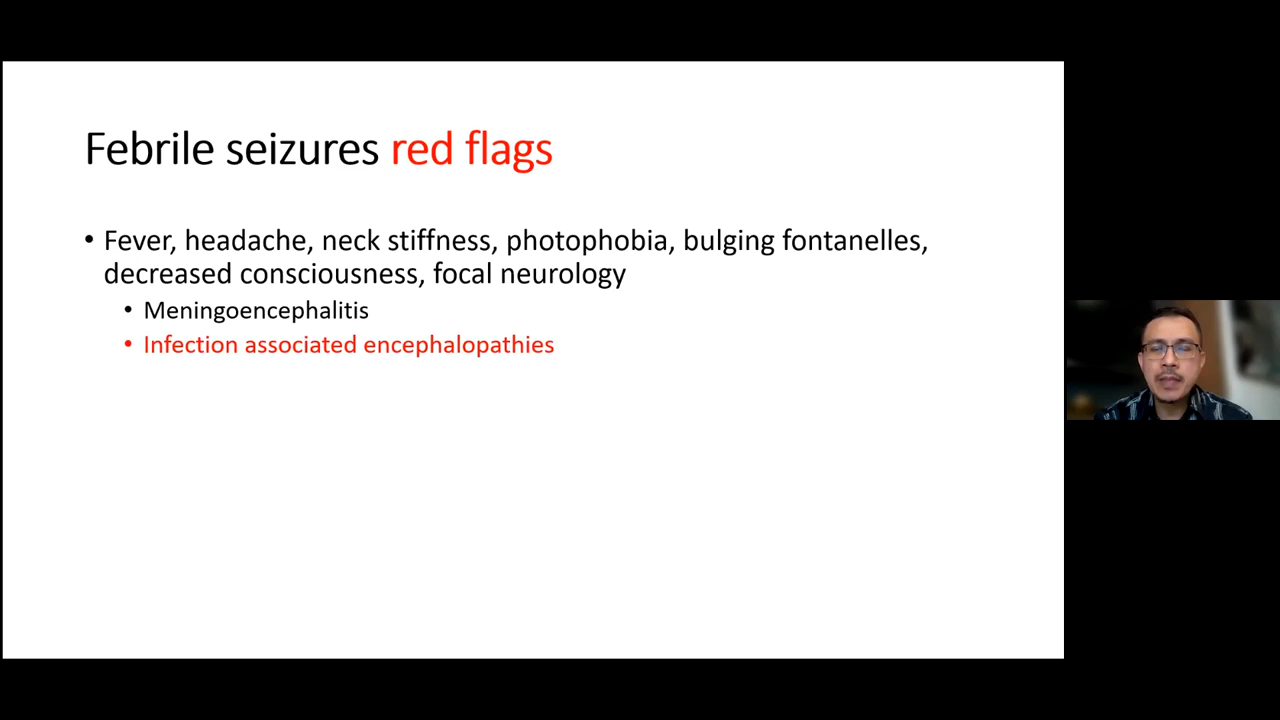 Febrile seizures red flags
• Fever, headache, neck stiffness, photophobia, bulging fontanelles,
decreased consciousness, focal neurology
• Meningoencephalitis
• Infection associated encephalopathies